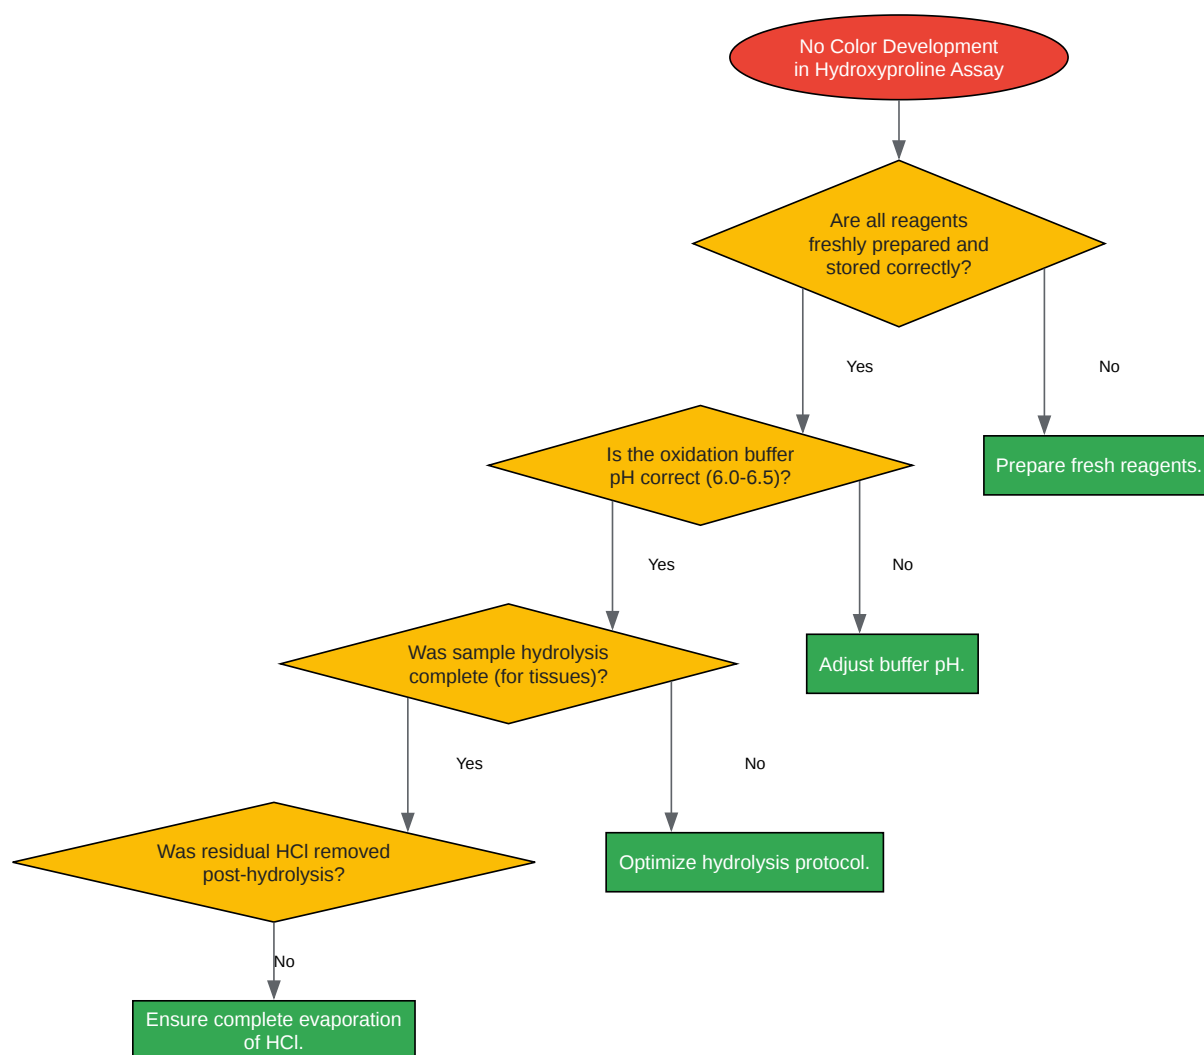 No Color Development
in Hydroxyproline Assay
Are all reagents
freshly prepared and
stored correctly?
Yes
No
Is the oxidation buffer
pH correct (6.0-6.5)?
Prepare fresh reagents.
Yes
No
Was sample hydrolysis
complete (for tissues)?
Adjust buffer pH.
Yes
No
Was residual HCl removed
post-hydrolysis?
Optimize hydrolysis protocol.
No
Ensure complete evaporation
of HCl.